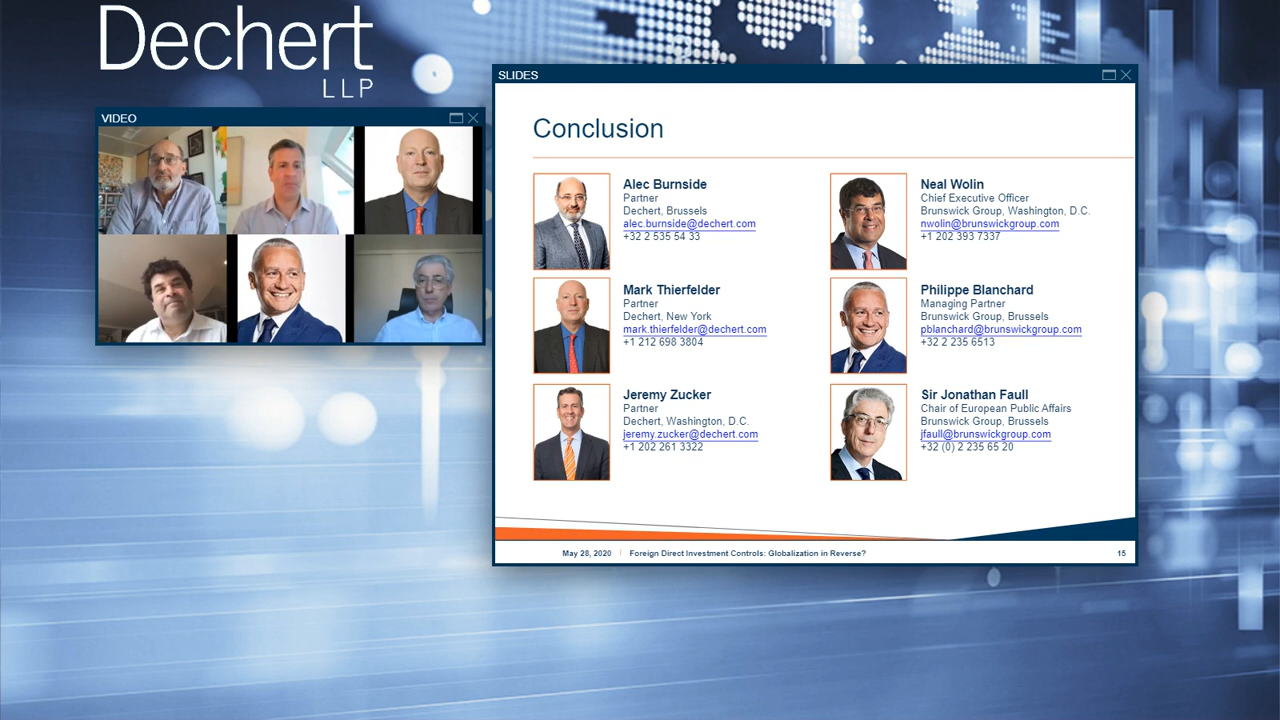 Dechert
LLP
VIDEO
SLIDES
Conclusion
Alec Burnside
Partner
Dechert, Brussels
alec.burnside@dechert.com
+32 2 535 54 33
Mark Thierfelder
Partner
Dechert, New York
mark.thierfelder@dechert.com
+1 212 698 3804
Jeremy Zucker
Partner
Dechert, Washington, D.C.
jeremy.zucker@dechert.com
+1 202 261 3322
Neal Wolin
Chief Executive Officer
Brunswick Group, Washington, D.C.
nwolin@brunswickgroup.com
+1 202 393 7337
Philippe Blanchard
Managing Partner
Brunswick Group, Brussels
pblanchard@brunswickgroup.com
+32 2 235 6513
Sir Jonathan Faull
Chair of European Public Affairs
Brunswick Group, Brussels
jfaull@brunswickgroup.com
+32 (0) 2 235 65 20
May 28, 2020 | Foreign Direct Investment Controls: Globalization in Reverse? 15